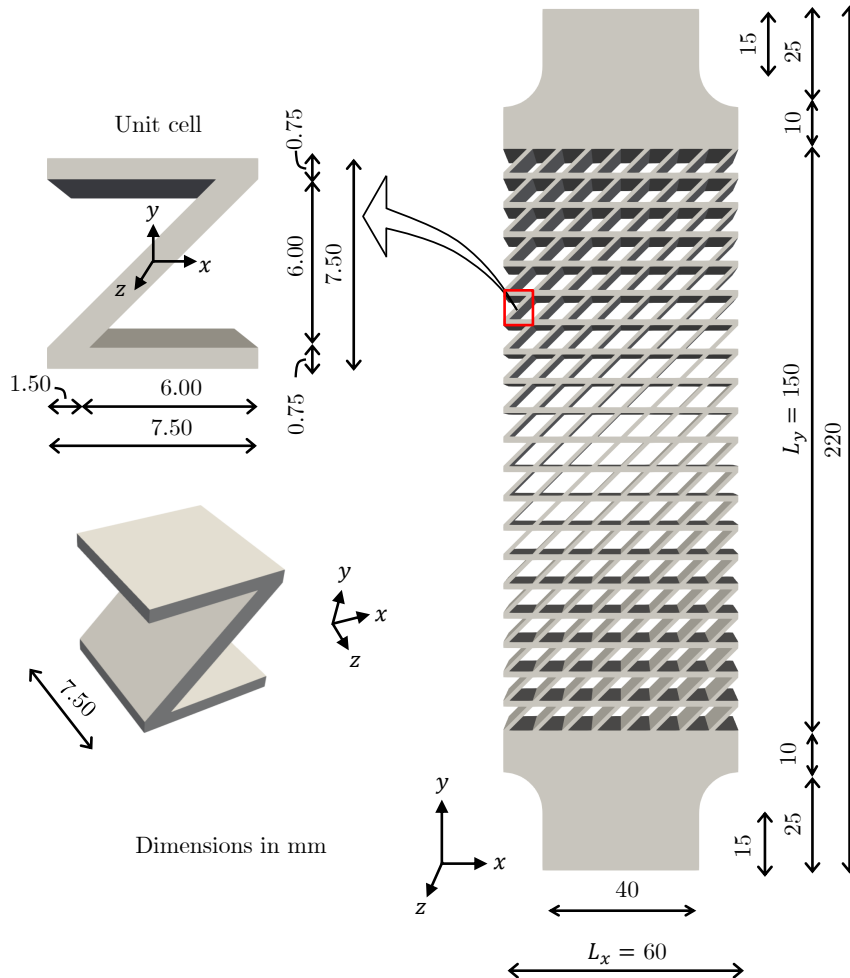 Unit cell
0.75
6.00
7.50
0.75
y
x
z
1.50
6.00
7.50
y
x
z
7.50
Dimensions in mm
y
x
z
15
25
10
L_y = 150
220
10
25
15
40
L_x = 60